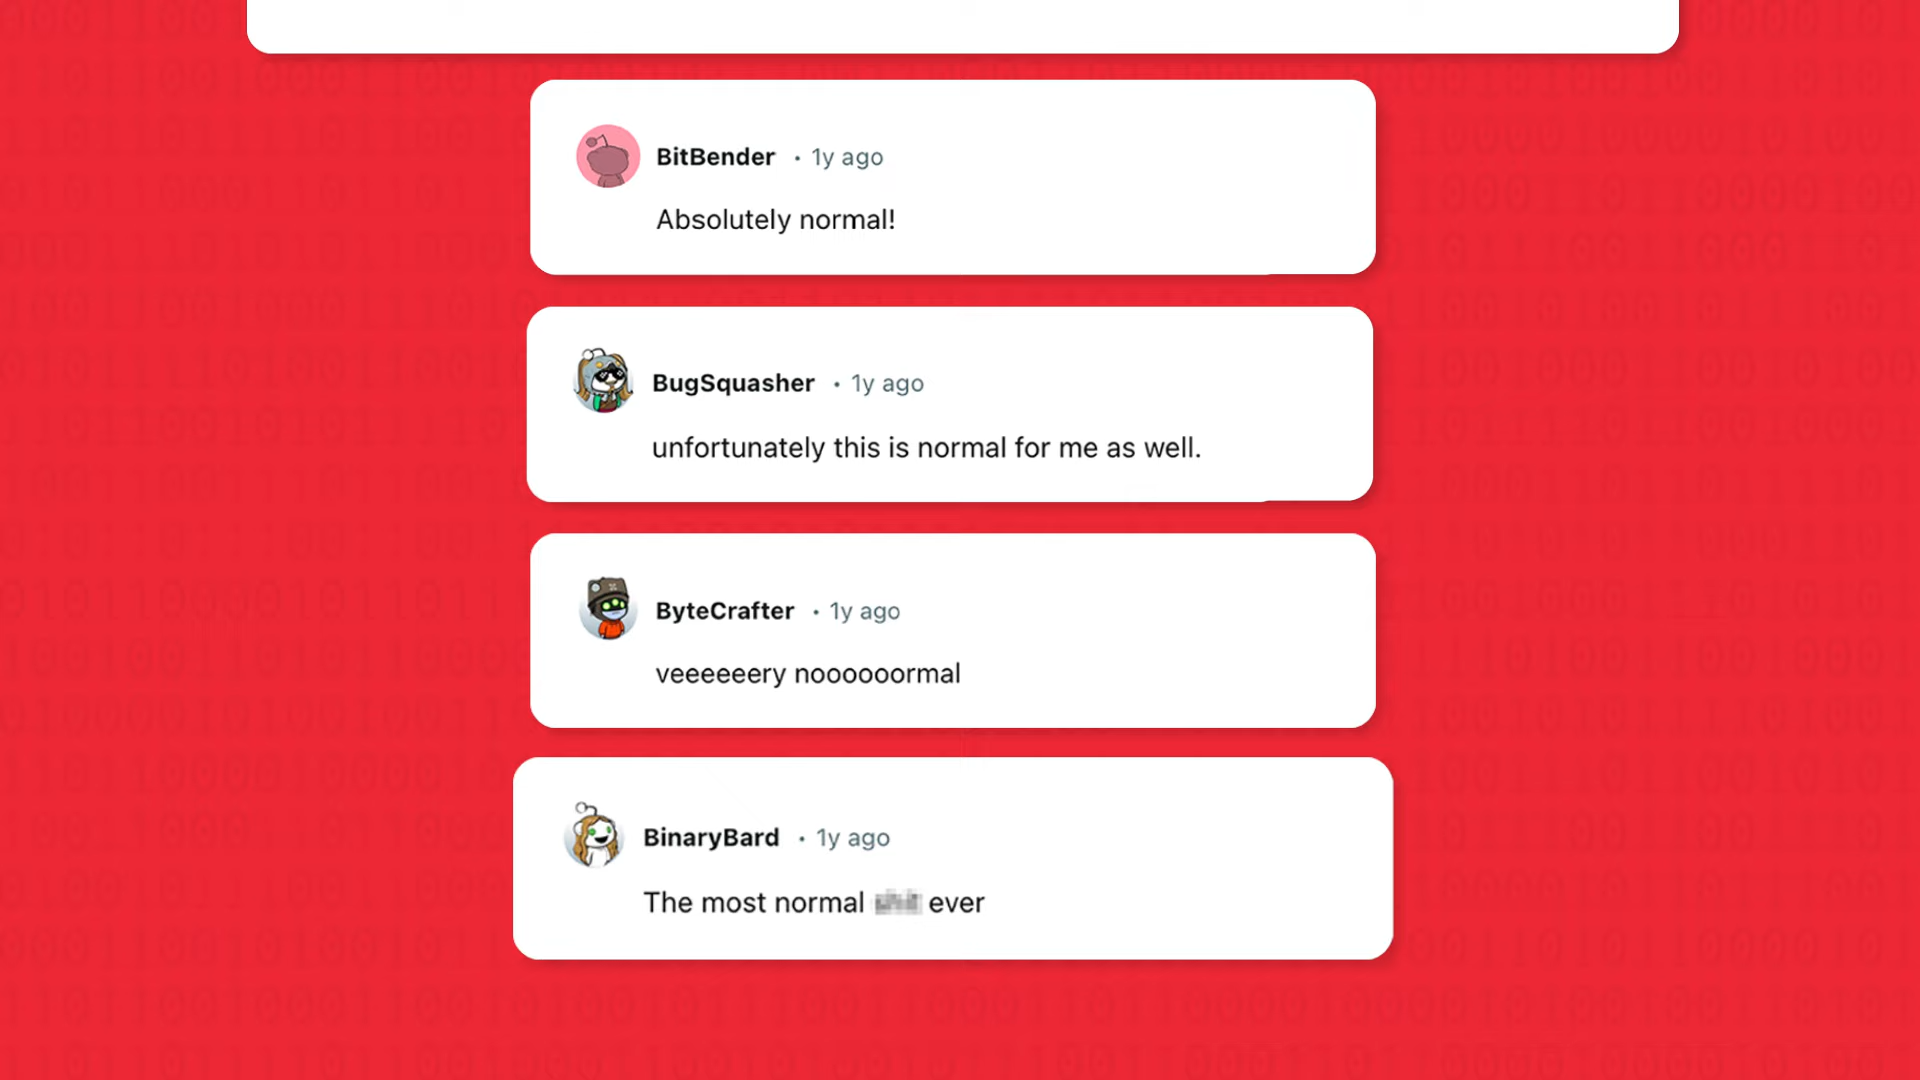 BitBender • 1y ago
Absolutely normal!
BugSquasher • 1y ago
unfortunately this is normal for me as well.
ByteCrafter • 1y ago
veeeeeery noooooormal
BinaryBard • 1y ago
The most normal ever